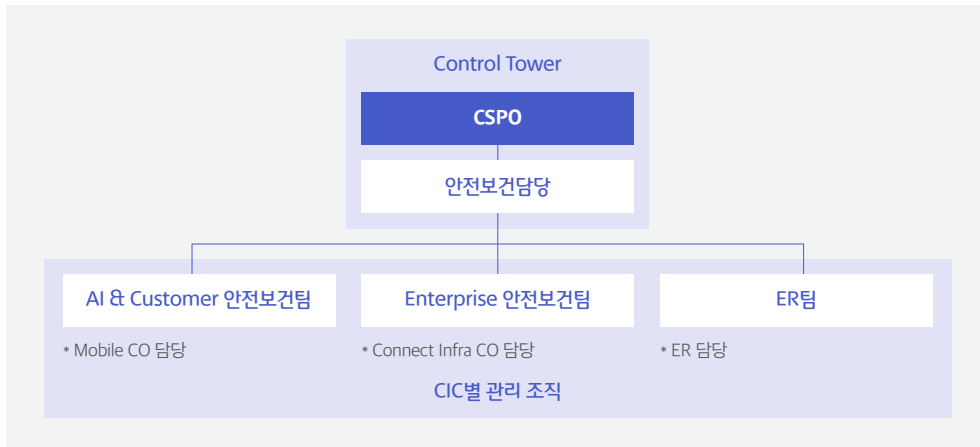 Control Tower
CSPO
안전보건담당
AI & Customer 안전보건팀
Enterprise 안전보건팀
ER팀
* Mobile CO 담당
* Connect Infra CO 담당
* ER 담당
CIC별 관리 조직